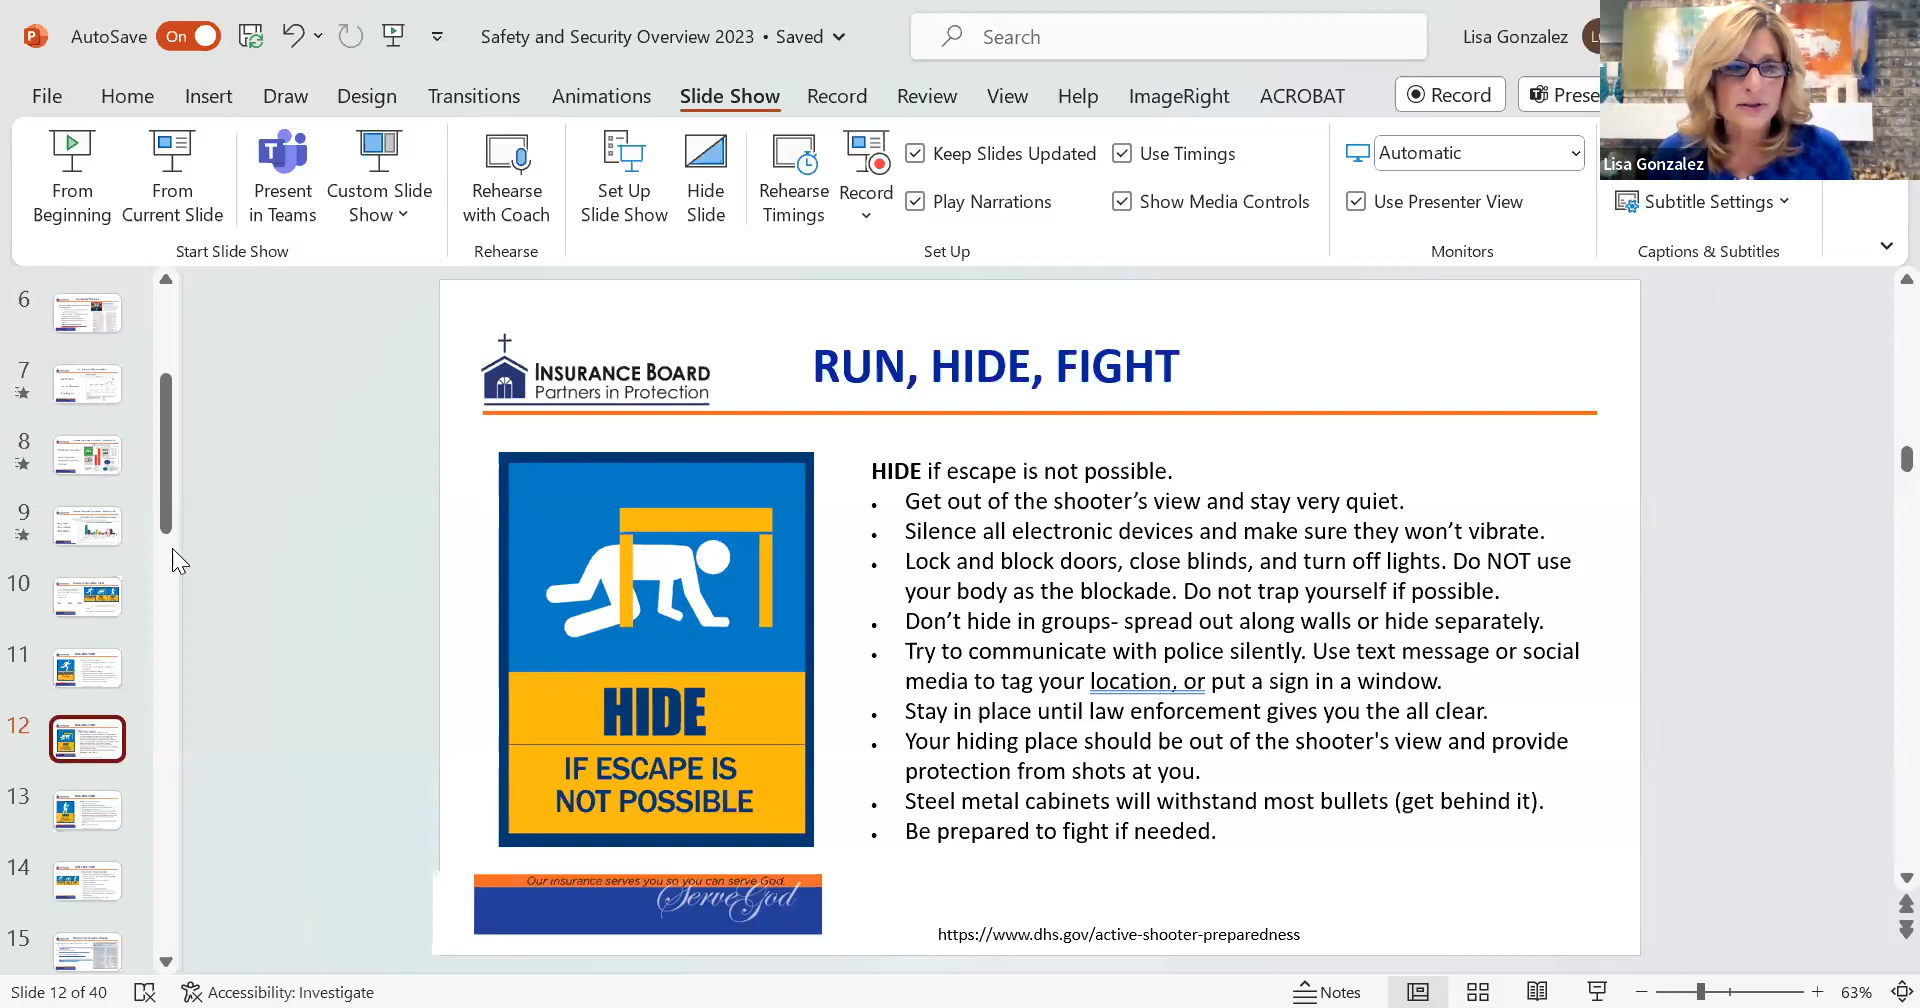 AutoSave On Safety and Security Overview 2023 • Saved Search Lisa Gonzalez
File Home Insert Draw Design Transitions Animations Slide Show Record Review View Help ImageRight ACROBAT Record Prese
From Beginning
From Current Slide
Present in Teams
Custom Slide Show
Start Slide Show
Rehearse with Coach
Rehearse
Set Up Slide Show
Hide Slide
Rehearse Timings
Record
Keep Slides Updated
Use Timings
Play Narrations
Show Media Controls
Set Up
Automatic
Use Presenter View
Monitors
Subtitle Settings
Captions & Subtitles
Lisa Gonzalez
6
7
8
9
10
11
12
13
14
15
INSURANCE BOARD
Partners in Protection
RUN, HIDE, FIGHT
HIDE
IF ESCAPE IS
NOT POSSIBLE
HIDE if escape is not possible.
• Get out of the shooter’s view and stay very quiet.
• Silence all electronic devices and make sure they won’t vibrate.
• Lock and block doors, close blinds, and turn off lights. Do NOT use
your body as the blockade. Do not trap yourself if possible.
• Don’t hide in groups- spread out along walls or hide separately.
• Try to communicate with police silently. Use text message or social
media to tag your location, or put a sign in a window.
• Stay in place until law enforcement gives you the all clear.
• Your hiding place should be out of the shooter's view and provide
protection from shots at you.
• Steel metal cabinets will withstand most bullets (get behind it).
• Be prepared to fight if needed.
Our insurance serves you so you can serve God.
Serve God
https://www.dhs.gov/active-shooter-preparedness
Slide 12 of 40 Accessibility: Investigate Notes 63%